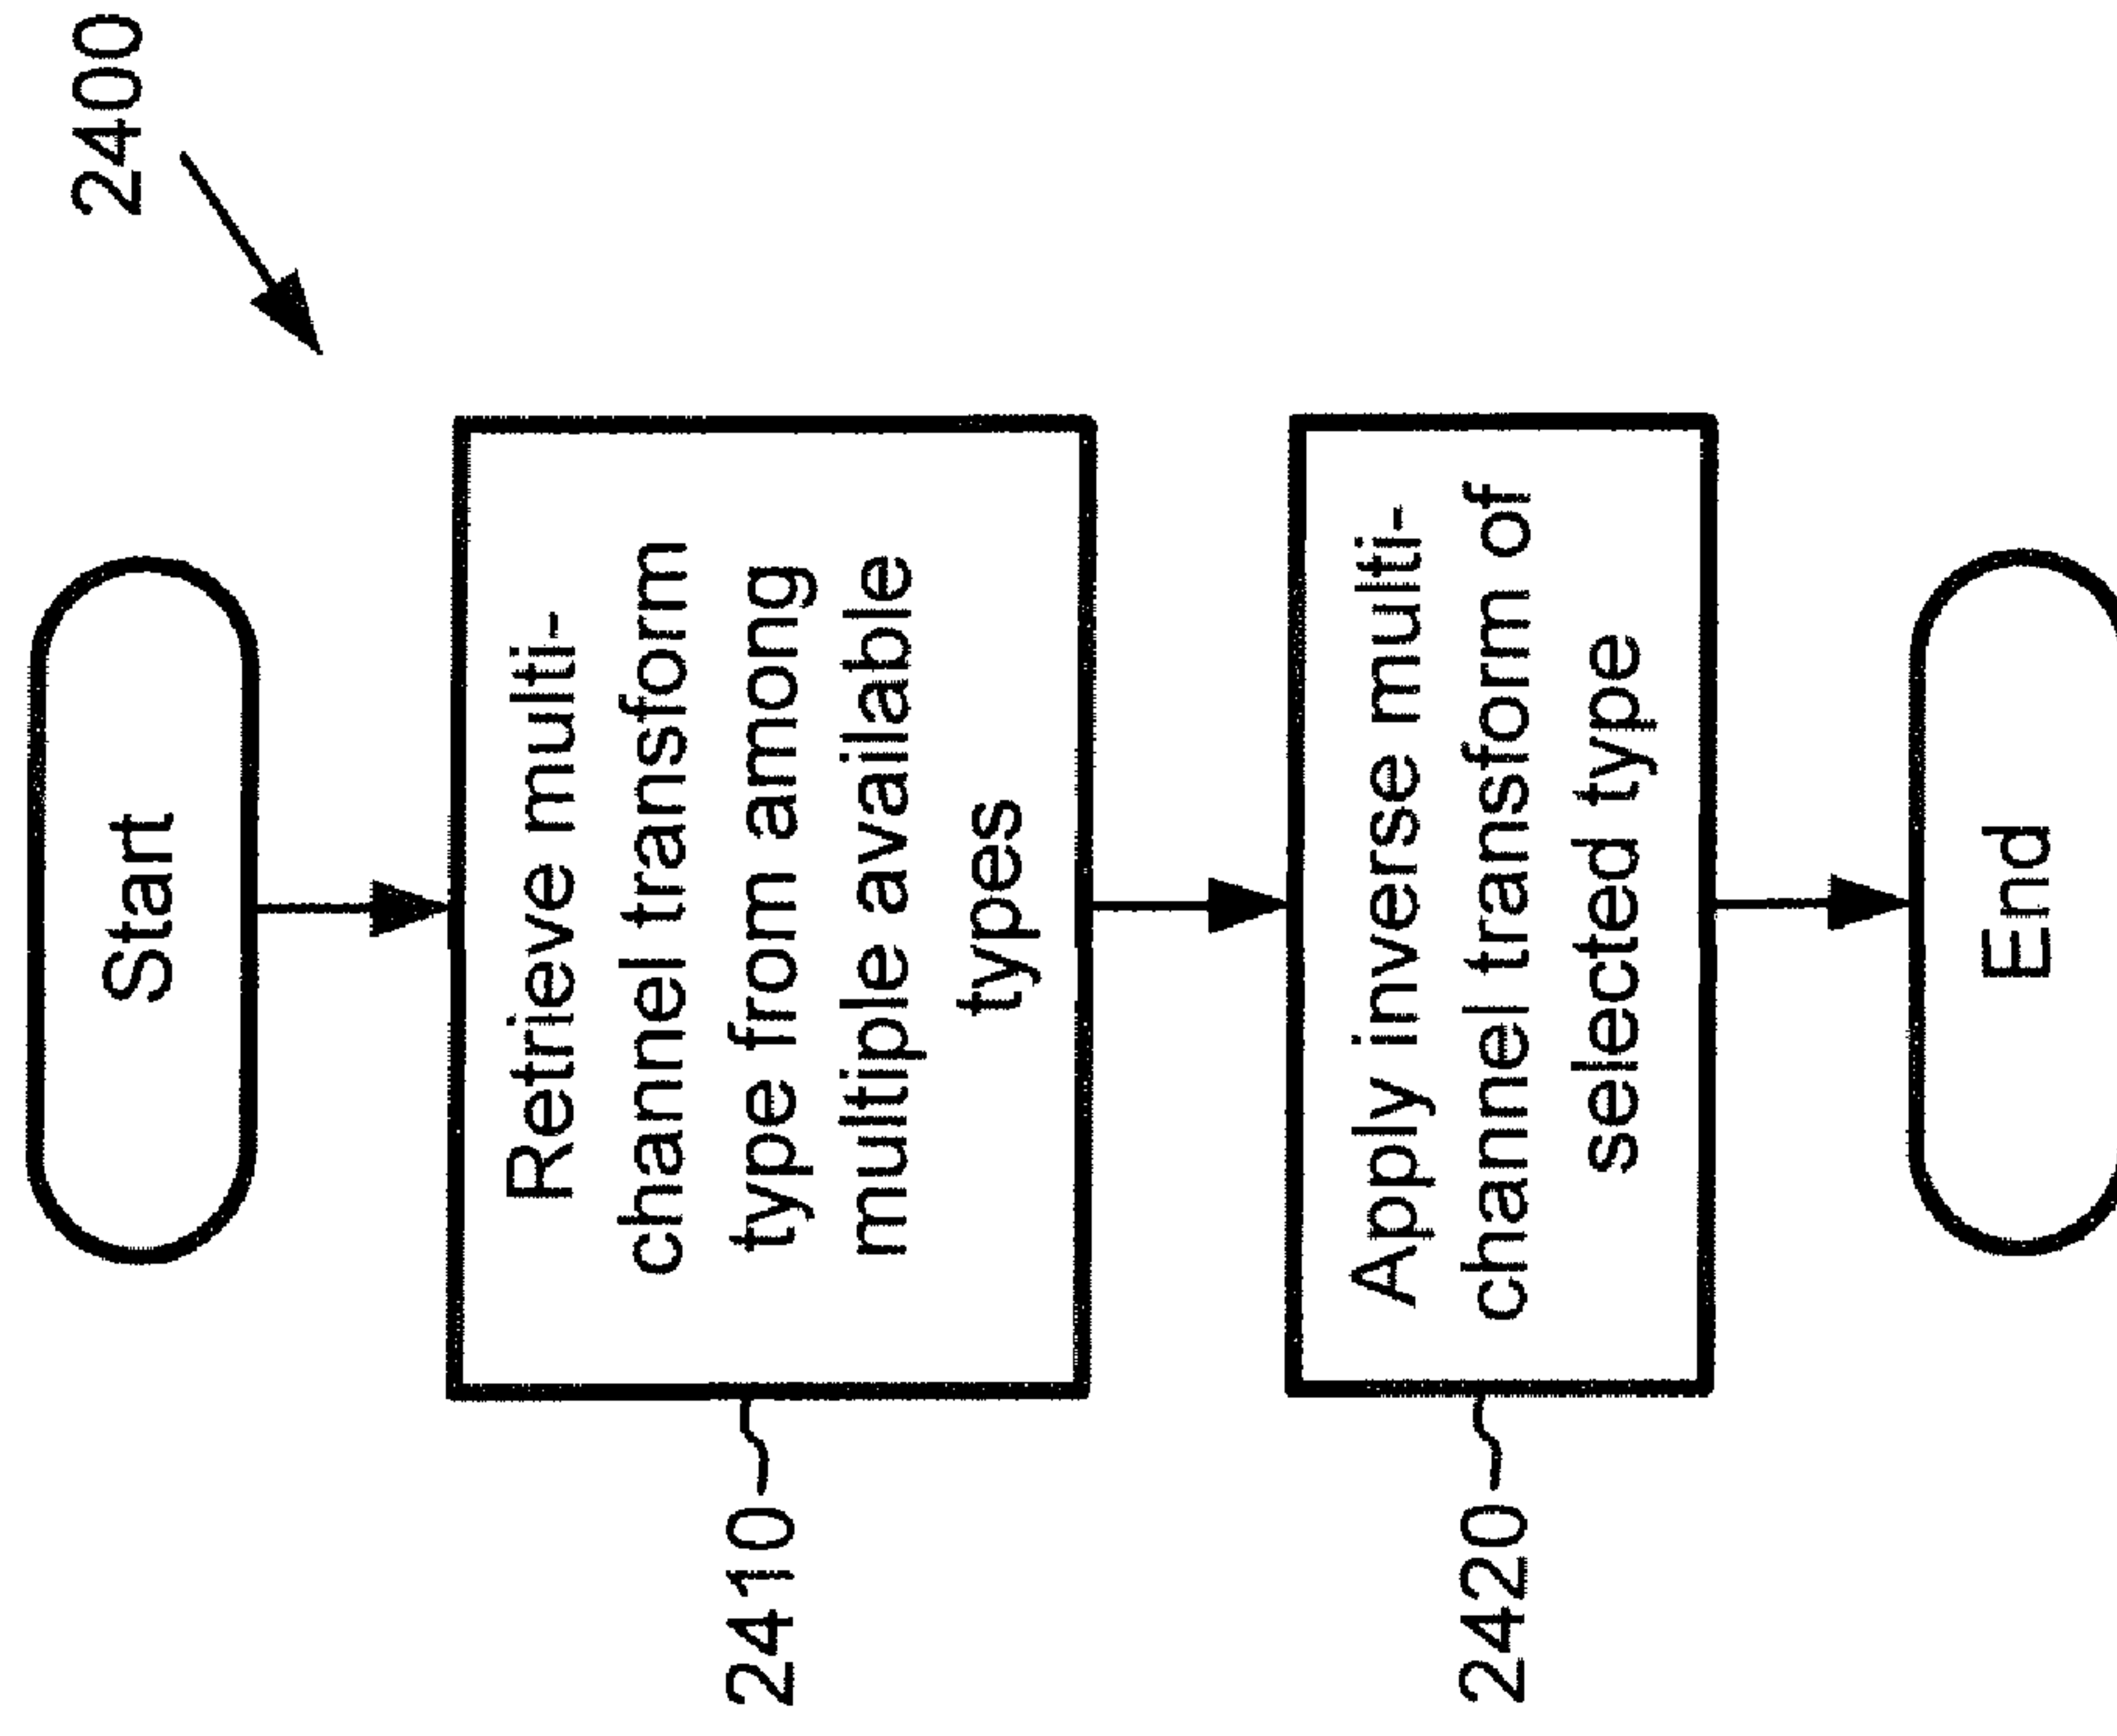 2400
Start
2410
Retrieve multi-
channel transform
type from among
multiple available
types
2420
Apply inverse multi-
channel transform of
selected type
End